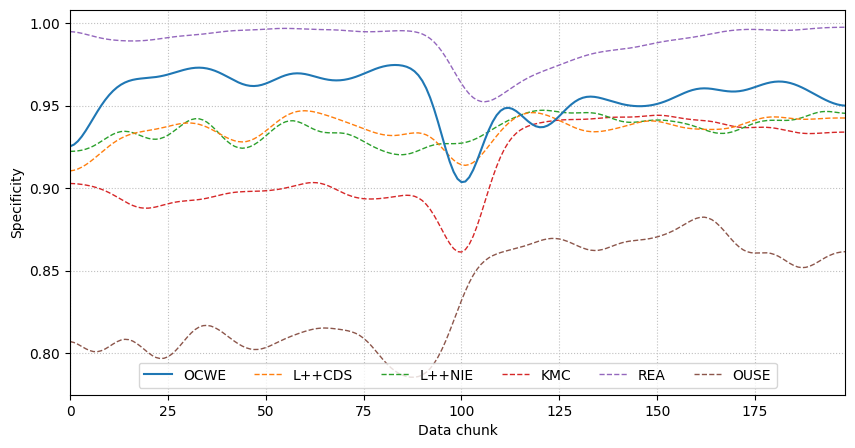 1.00
0.95
0.90
0.85
0.80
Specificity
OCWE L++CDS L++NIE KMC REA OUSE
0 25 50 75 100 125 150 175
Data chunk